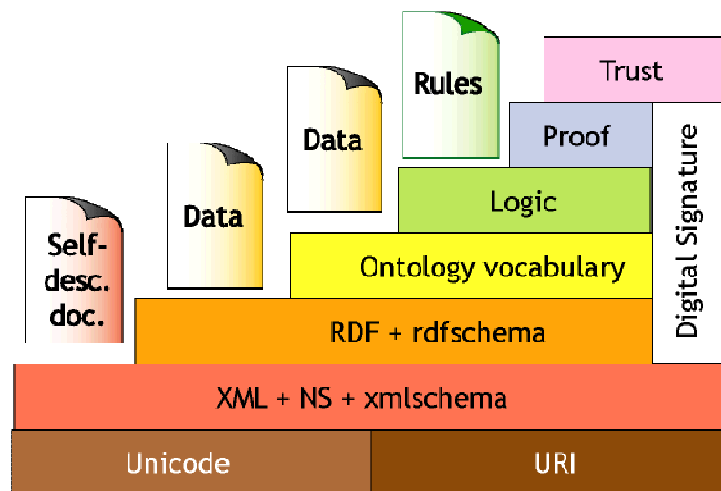 Rules
Trust
Data
Proof
Data
Logic
Self-
desc.
doc.
Ontology vocabulary
Digital Signature
RDF + rdfschema
XML + NS + xmlschema
Unicode
URI